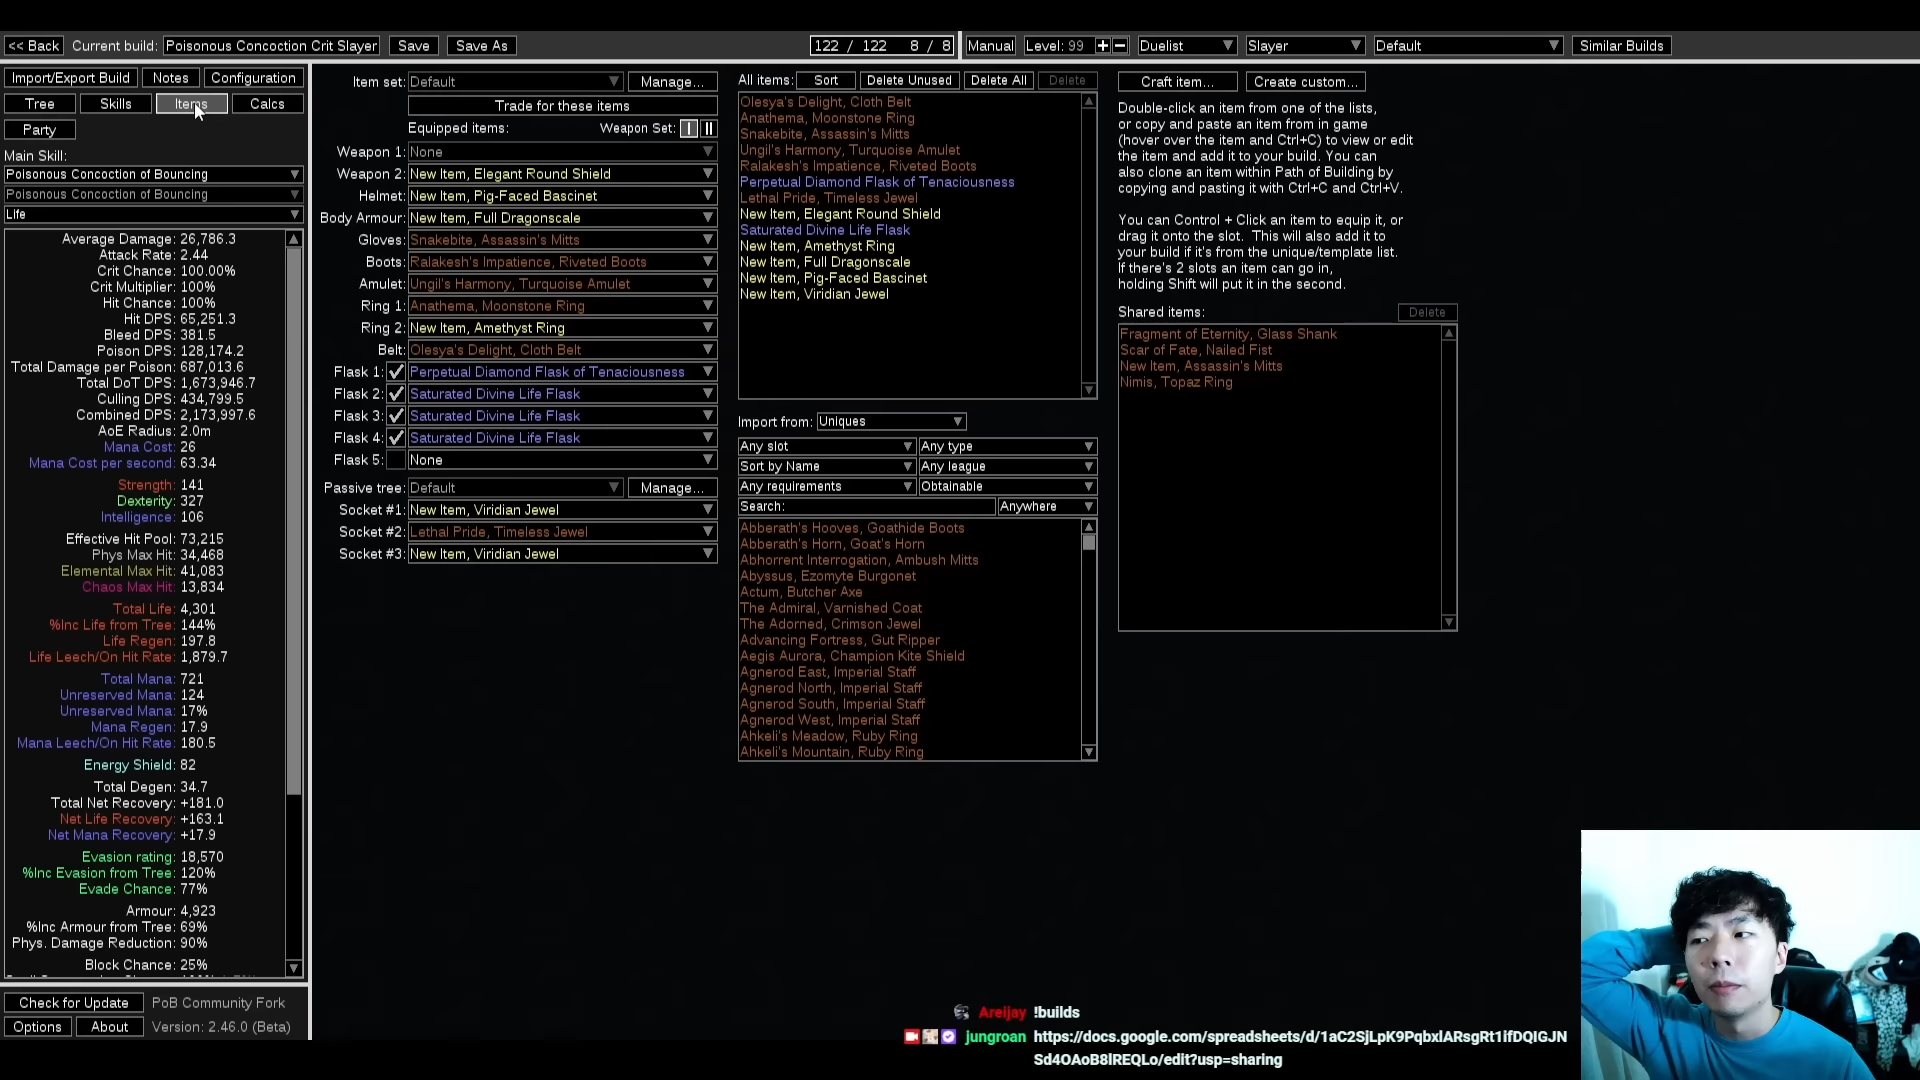 << Back
Current build: Poisonous Concoction Crit Slayer
Save
Save As
122 / 122 8 / 8
Manual
Level: 99
+
−
Duelist
Slayer
Default
Similar Builds
Import/Export Build
Notes
Configuration
Tree
Skills
Items
Calcs
Party
Main Skill:
Poisonous Concoction of Bouncing
Poisonous Concoction of Bouncing
Life
Average Damage: 26,786.3
Attack Rate: 2.44
Crit Chance: 100.00%
Crit Multiplier: 100%
Hit Chance: 100%
Hit DPS: 65,251.3
Bleed DPS: 381.5
Poison DPS: 128,174.2
Total Damage per Poison: 687,013.6
Total DoT DPS: 1,673,946.7
Culling DPS: 434,799.5
Combined DPS: 2,173,997.6
AoE Radius: 2.0m
Mana Cost: 26
Mana Cost per second: 63.34
Strength: 141
Dexterity: 327
Intelligence: 106
Effective Hit Pool: 73,215
Phys Max Hit: 34,468
Elemental Max Hit: 41,083
Chaos Max Hit: 13,834
Total Life: 4,301
%Inc Life from Tree: 144%
Life Regen: 197.8
Life Leech/On Hit Rate: 1,879.7
Total Mana: 721
Unreserved Mana: 124
Unreserved Mana: 17%
Mana Regen: 17.9
Mana Leech/On Hit Rate: 180.5
Energy Shield: 82
Total Degen: 34.7
Total Net Recovery: +181.0
Net Life Recovery: +163.1
Net Mana Recovery: +17.9
Evasion rating: 18,570
%Inc Evasion from Tree: 120%
Evade Chance: 77%
Armour: 4,923
%Inc Armour from Tree: 69%
Phys. Damage Reduction: 90%
Block Chance: 25%
Check for Update
PoB Community Fork
Options
About
Version: 2.46.0 (Beta)
Item set: Default
Manage...
Trade for these items
Equipped items:
Weapon Set: I II
Weapon 1: None
Weapon 2: New Item, Elegant Round Shield
Helmet: New Item, Pig-Faced Bascinet
Body Armour: New Item, Full Dragonscale
Gloves: Snakebite, Assassin's Mitts
Boots: Ralakesh's Impatience, Riveted Boots
Amulet: Ungil's Harmony, Turquoise Amulet
Ring 1: Anathema, Moonstone Ring
Ring 2: New Item, Amethyst Ring
Belt: Olesya's Delight, Cloth Belt
Flask 1: Perpetual Diamond Flask of Tenaciousness
Flask 2: Saturated Divine Life Flask
Flask 3: Saturated Divine Life Flask
Flask 4: Saturated Divine Life Flask
Flask 5: None
Passive tree: Default
Manage...
Socket #1: New Item, Viridian Jewel
Socket #2: Lethal Pride, Timeless Jewel
Socket #3: New Item, Viridian Jewel
All items:
Sort
Delete Unused
Delete All
Delete
Olesya's Delight, Cloth Belt
Anathema, Moonstone Ring
Snakebite, Assassin's Mitts
Ungil's Harmony, Turquoise Amulet
Ralakesh's Impatience, Riveted Boots
Perpetual Diamond Flask of Tenaciousness
Lethal Pride, Timeless Jewel
New Item, Elegant Round Shield
Saturated Divine Life Flask
New Item, Amethyst Ring
New Item, Full Dragonscale
New Item, Pig-Faced Bascinet
New Item, Viridian Jewel
Import from: Uniques
Any slot
Any type
Sort by Name
Any league
Any requirements
Obtainable
Search:
Anywhere
Abberath's Hooves, Goathide Boots
Abberath's Horn, Goat's Horn
Abhorrent Interrogation, Ambush Mitts
Abyssus, Ezomyte Burgonet
Actum, Butcher Axe
The Admiral, Varnished Coat
The Adorned, Crimson Jewel
Advancing Fortress, Gut Ripper
Aegis Aurora, Champion Kite Shield
Agnerod East, Imperial Staff
Agnerod North, Imperial Staff
Agnerod South, Imperial Staff
Agnerod West, Imperial Staff
Ahkeli's Meadow, Ruby Ring
Ahkeli's Mountain, Ruby Ring
Craft item...
Create custom...
Double-click an item from one of the lists,
or copy and paste an item from in game
(hover over the item and Ctrl+C) to view or edit
the item and add it to your build. You can
also clone an item within Path of Building by
copying and pasting it with Ctrl+C and Ctrl+V.
You can Control + Click an item to equip it, or
drag it onto the slot. This will also add it to
your build if it's from the unique/template list.
If there's 2 slots an item can go in,
holding Shift will put it in the second.
Shared items:
Delete
Fragment of Eternity, Glass Shank
Scar of Fate, Nailed Fist
New Item, Assassin's Mitts
Nimis, Topaz Ring
Areijay !builds
jungroan https://docs.google.com/spreadsheets/d/1aC2SjLpK9PqbxlARsgRt1ifDQIGJN
Sd4OAoB8lREQLo/edit?usp=sharing